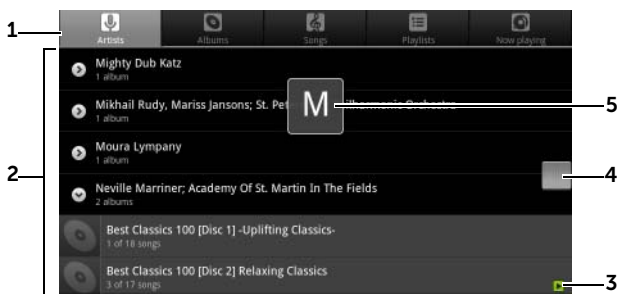 1
Artists
Albums
Songs
Playlists
Now playing
2
Mighty Dub Katz
1 album
Mikhail Rudy, Mariss Jansons; St. Pet
M
harmonic Orchestra
5
1 album
Moura Lympany
1 album
4
Neville Marriner; Academy Of St. Martin In The Fields
2 albums
Best Classics 100 [Disc 1] -Uplifting Classics-
1 of 18 songs
Best Classics 100 [Disc 2] Relaxing Classics
3 of 17 songs
3